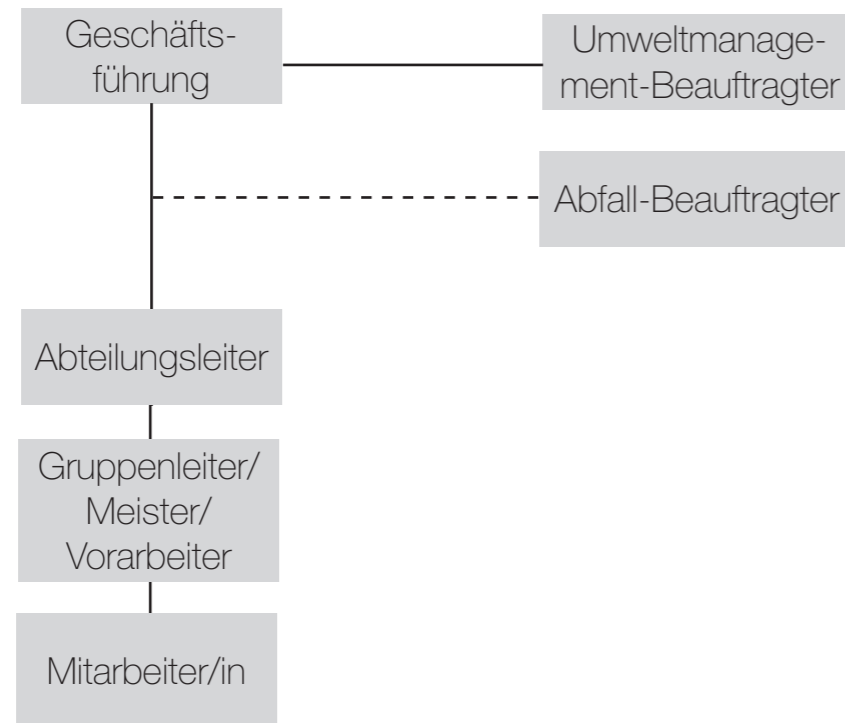 Geschäfts-
führung
Umweltmanage-
ment-Beauftragter
Abfall-Beauftragter
Abteilungsleiter
Gruppenleiter/
Meister/
Vorarbeiter
Mitarbeiter/in